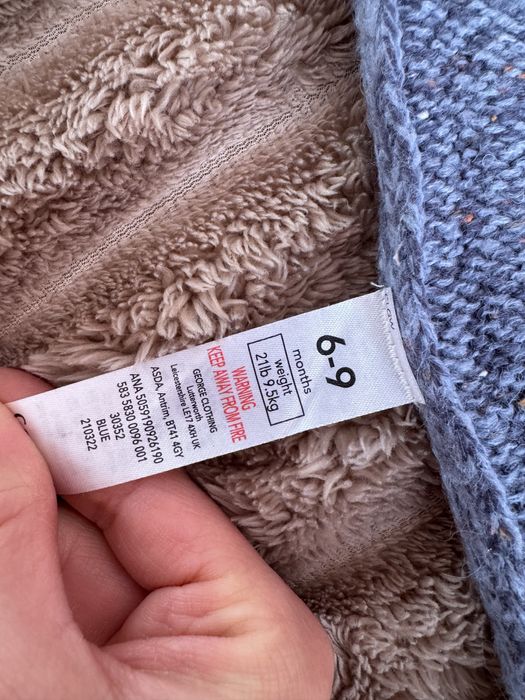 6-9
months
weight
21lb 9,5kg
WARNING
KEEP AWAY FROM FIRE
GEORGE CLOTHING
Lutterworth
Leicestershire, LE17 4XH UK
ASDA, Antrim, BT41 4GY
ANA 5059190926190
583 5830 0096 001
30352
BLUE
210322